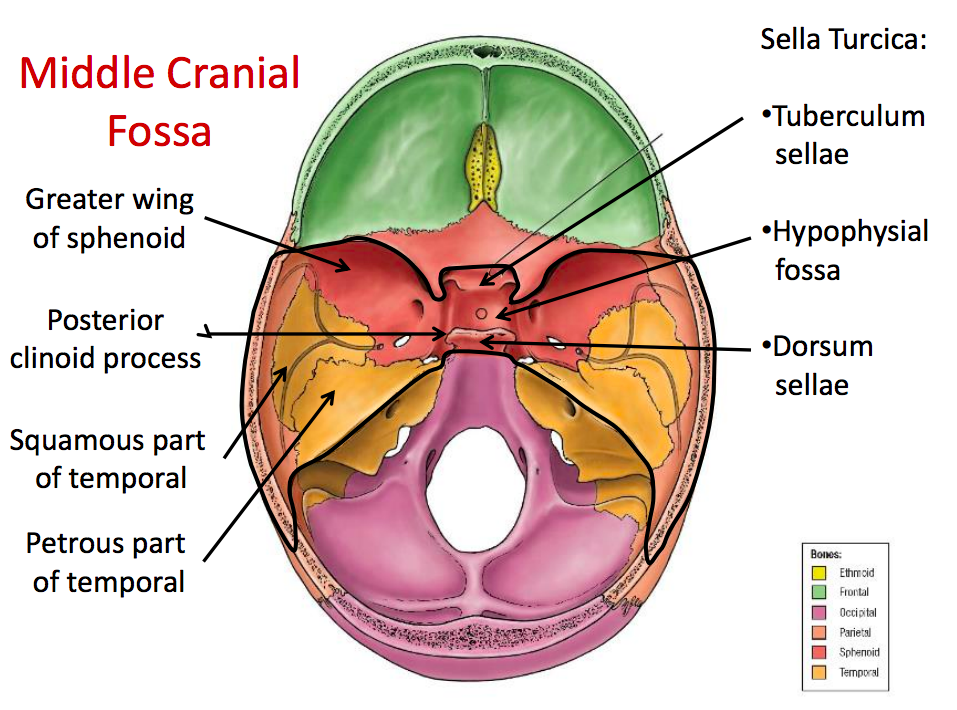 Middle Cranial
Fossa
Greater wing
of sphenoid
Posterior
clinoid process
Squamous part
of temporal
Petrous part
of temporal
Sella Turcica:
•Tuberculum
sellae
•Hypophysial
fossa
•Dorsum
sellae
Bones:
Ethmoid
Frontal
Occipital
Parietal
Sphenoid
Temporal